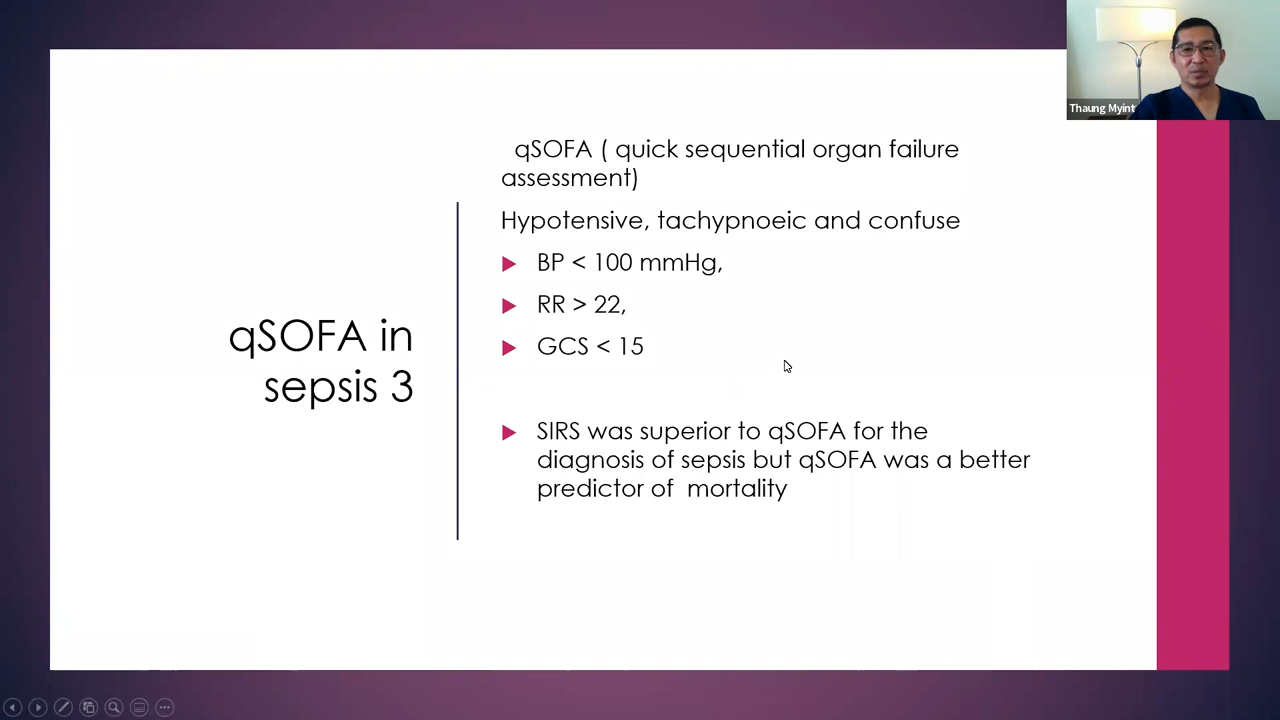 Thaung Myint
qSOFA ( quick sequential organ failure
assessment)
Hypotensive, tachypnoeic and confuse
BP < 100 mmHg,
RR > 22,
GCS < 15
qSOFA in
sepsis 3
SIRS was superior to qSOFA for the
diagnosis of sepsis but qSOFA was a better
predictor of mortality